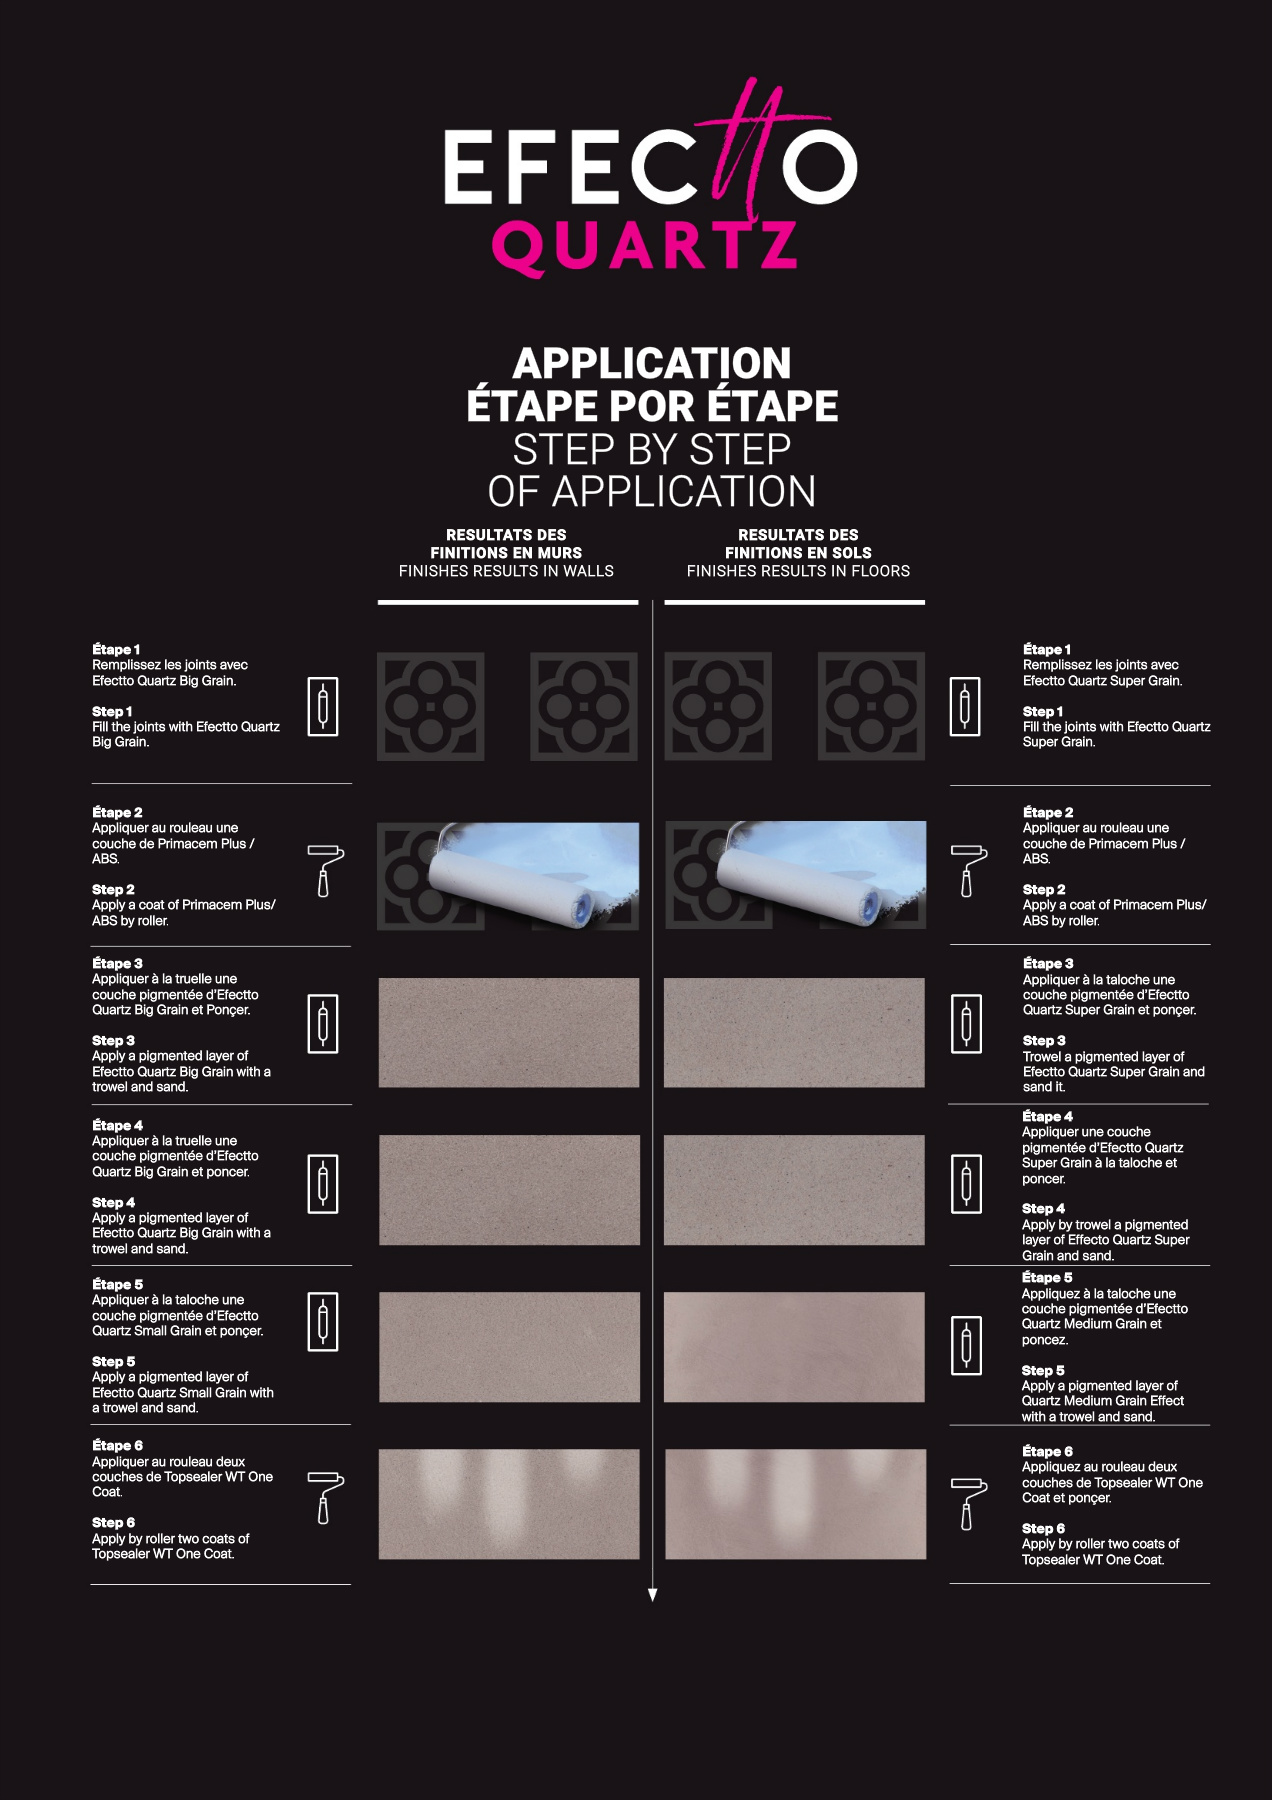 EFECttO
QUARTZ
APPLICATION
ÉTAPE POR ÉTAPE
STEP BY STEP
OF APPLICATION
RESULTATS DES
FINITIONS EN MURS
FINISHES RESULTS IN WALLS
RESULTATS DES
FINITIONS EN SOLS
FINISHES RESULTS IN FLOORS
Étape 1
Remplissez les joints avec
Efectto Quartz Big Grain.
Step 1
Fill the joints with Efectto Quartz
Big Grain.
Étape 2
Appliquer au rouleau une
couche de Primacem Plus /
ABS.
Step 2
Apply a coat of Primacem Plus/
ABS by roller.
Étape 3
Appliquer à la truelle une
couche pigmentée d'Efectto
Quartz Big Grain et Ponçer.
Step 3
Apply a pigmented layer of
Efectto Quartz Big Grain with a
trowel and sand.
Étape 4
Appliquer à la truelle une
couche pigmentée d'Efectto
Quartz Big Grain et poncer.
Step 4
Apply a pigmented layer of
Efectto Quartz Big Grain with a
trowel and sand.
Étape 5
Appliquer à la taloche une
couche pigmentée d'Efectto
Quartz Small Grain et ponçer.
Step 5
Apply a pigmented layer of
Efectto Quartz Small Grain with
a trowel and sand.
Étape 6
Appliquer au rouleau deux
couches de Topsealer WT One
Coat.
Step 6
Apply by roller two coats of
Topsealer WT One Coat.
Étape 1
Remplissez les joints avec
Efectto Quartz Super Grain.
Step 1
Fill the joints with Efectto Quartz
Super Grain.
Étape 2
Appliquer au rouleau une
couche de Primacem Plus /
ABS.
Step 2
Apply a coat of Primacem Plus/
ABS by roller.
Étape 3
Appliquer à la taloche une
couche pigmentée d'Efectto
Quartz Super Grain et ponçer.
Step 3
Trowel a pigmented layer of
Efectto Quartz Super Grain and
sand it.
Étape 4
Appliquer une couche
pigmentée d'Efectto Quartz
Super Grain à la taloche et
poncer.
Step 4
Apply by trowel a pigmented
layer of Effecto Quartz Super
Grain and sand.
Étape 5
Appliquez à la taloche une
couche pigmentée d'Efectto
Quartz Medium Grain et
poncez.
Step 5
Apply a pigmented layer of
Quartz Medium Grain Effect
with a trowel and sand.
Étape 6
Appliquez au rouleau deux
couches de Topsealer WT One
Coat et ponçer.
Step 6
Apply by roller two coats of
Topsealer WT One Coat.